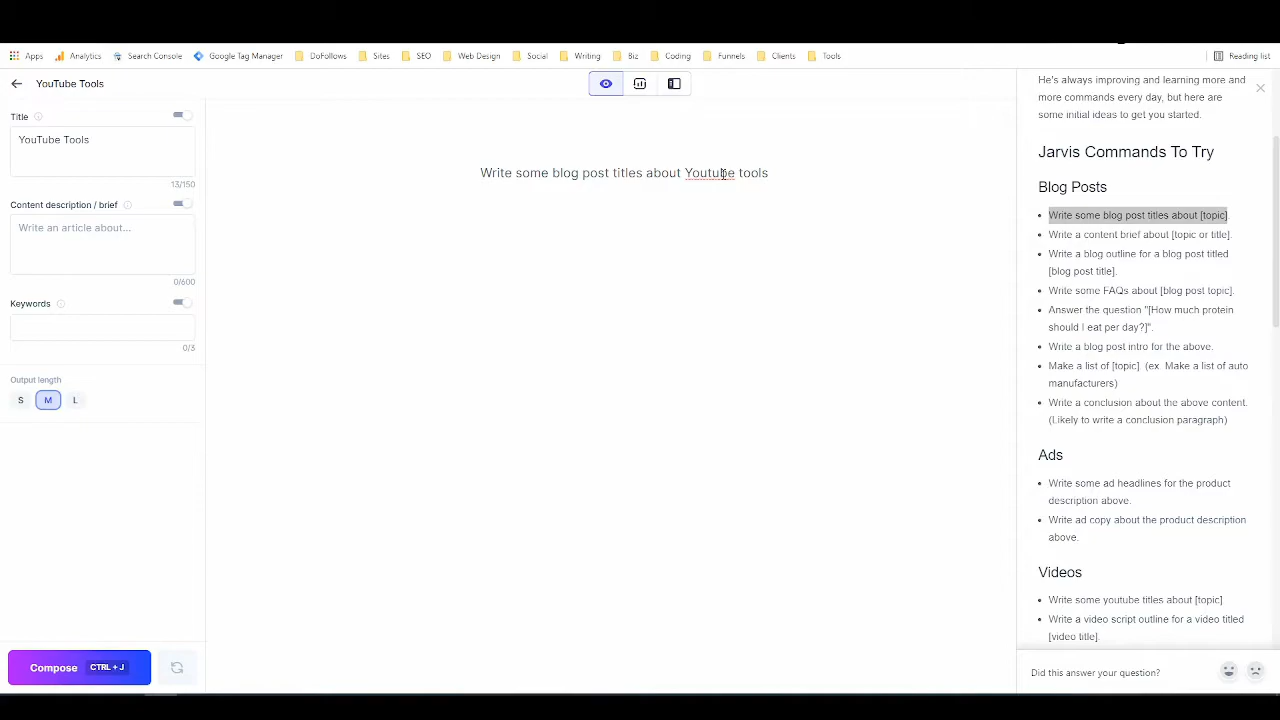 Apps Analytics Search Console Google Tag Manager DoFollows Sites SEO Web Design Social Writing Biz Coding Funnels Clients Tools Reading list
YouTube Tools
Title
YouTube Tools
13/150
Content description / brief
Write an article about...
0/600
Keywords
0/3
Output length
S M L
Compose CTRL + J
Write some blog post titles about Youtube tools
He's always improving and learning more and
more commands every day, but here are
some initial ideas to get you started.
Jarvis Commands To Try
Blog Posts
Write some blog post titles about [topic].
Write a content brief about [topic or title].
Write a blog outline for a blog post titled
[blog post title].
Write some FAQs about [blog post topic].
Answer the question "[How much protein
should I eat per day?]".
Write a blog post intro for the above.
Make a list of [topic]. (ex. Make a list of auto
manufacturers)
Write a conclusion about the above content.
(Likely to write a conclusion paragraph)
Ads
Write some ad headlines for the product
description above.
Write ad copy about the product description
above.
Videos
Write some youtube titles about [topic]
Write a video script outline for a video titled
[video title].
Did this answer your question?